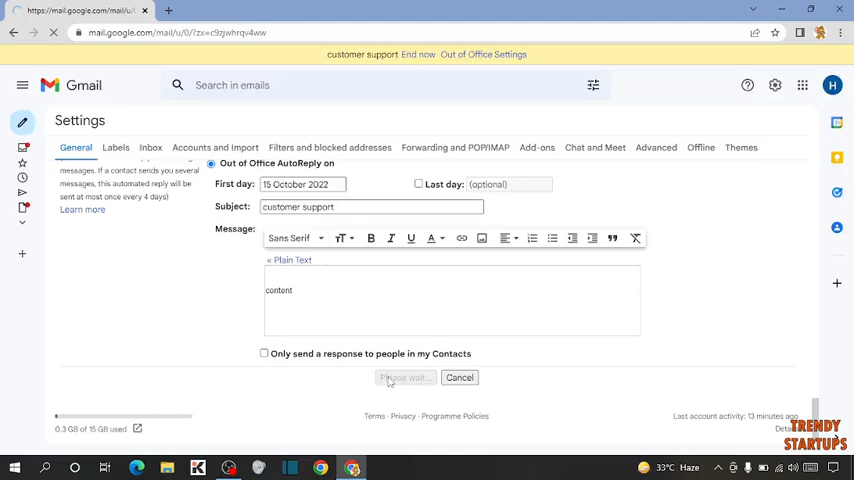 https://mail.google.com/mail/u/
mail.google.com/mail/u/0/?zx=c9zjwhrqv4ww
customer support End now Out of Office Settings
Gmail
Search in emails
H
Settings
General Labels Inbox Accounts and Import Filters and blocked addresses Forwarding and POP/IMAP Add-ons Chat and Meet Advanced Offline Themes
messages. If a contact sends you several
messages, this automated reply will be
sent at most once every 4 days)
Learn more
Out of Office AutoReply on
First day: 15 October 2022 Last day: (optional)
Subject: customer support
Message:
Sans Serif
« Plain Text
content
Only send a response to people in my Contacts
Please wait... Cancel
0.3 GB of 15 GB used
Terms · Privacy · Programme Policies
Last account activity: 13 minutes ago
TRENDY
STARTUPS
33°C Haze